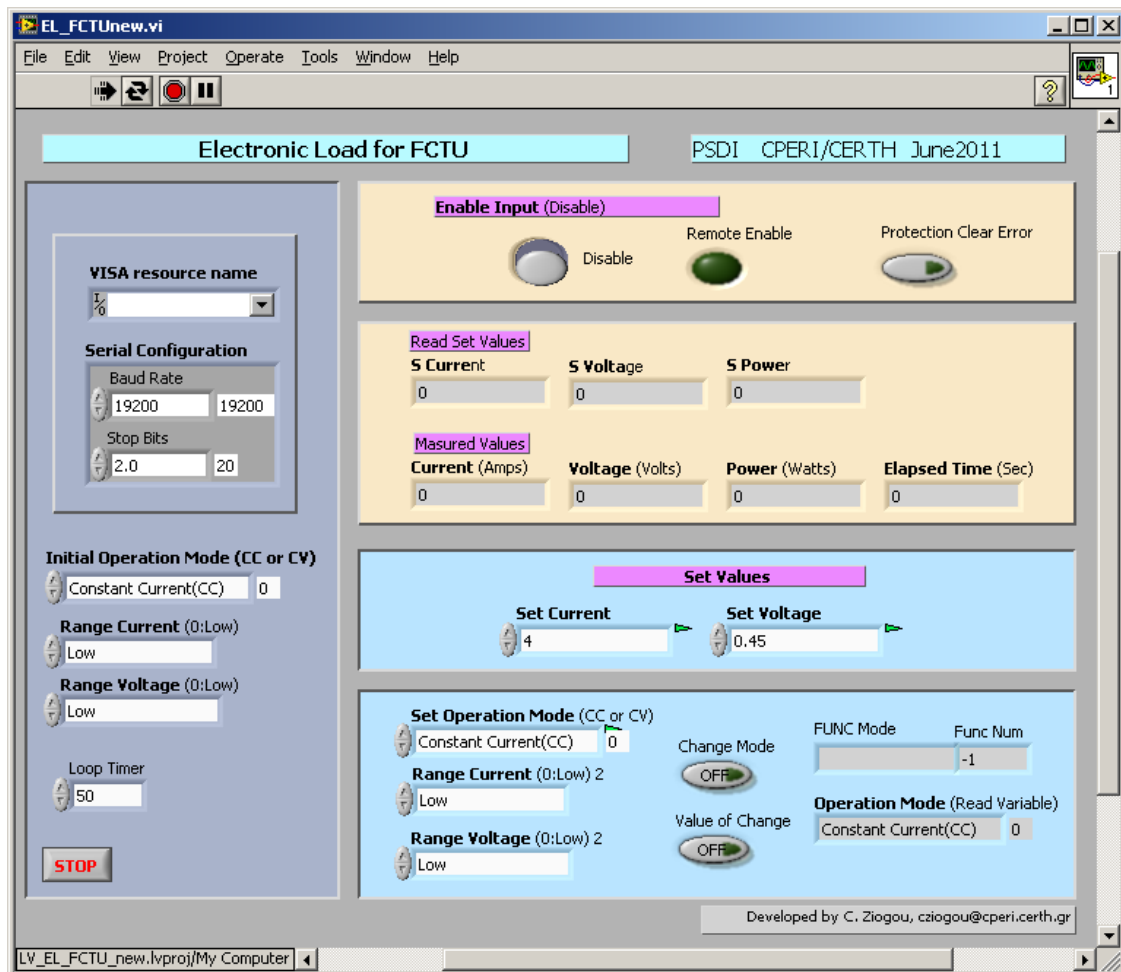 EL_FCTUnew.vi
File Edit View Project Operate Tools Window Help
?
1
Electronic Load for FCTU
PSDI CPERI/CERTH June2011
VISA resource name
I/O
Serial Configuration
Baud Rate
19200 19200
Stop Bits
2.0 20
Initial Operation Mode (CC or CV)
Constant Current(CC) 0
Range Current (0:Low)
Low
Range Voltage (0:Low)
Low
Loop Timer
50
STOP
Enable Input (Disable)
Disable
Remote Enable
Protection Clear Error
Read Set Values
S Current S Voltage S Power
0 0 0
Masured Values
Current (Amps) Voltage (Volts) Power (Watts) Elapsed Time (Sec)
0 0 0 0
Set Values
Set Current Set Voltage
4 0.45
Set Operation Mode (CC or CV)
Constant Current(CC) 0
Range Current (0:Low) 2
Low
Range Voltage (0:Low) 2
Low
Change Mode
OFF
Value of Change
OFF
FUNC Mode Func Num
-1
Operation Mode (Read Variable)
Constant Current(CC) 0
Developed by C. Ziogou, cziogou@cperi.certh.gr
LV_EL_FCTU_new.lvproj/My Computer